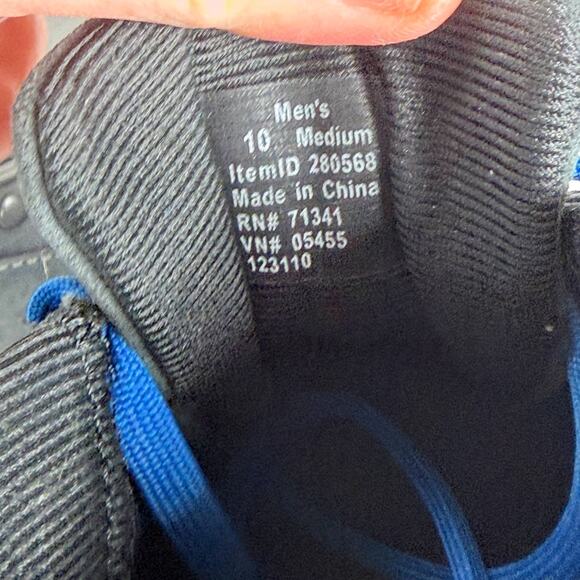 Men's
10 Medium
ItemID 280568
Made in China
RN# 71341
VN# 05455
123110